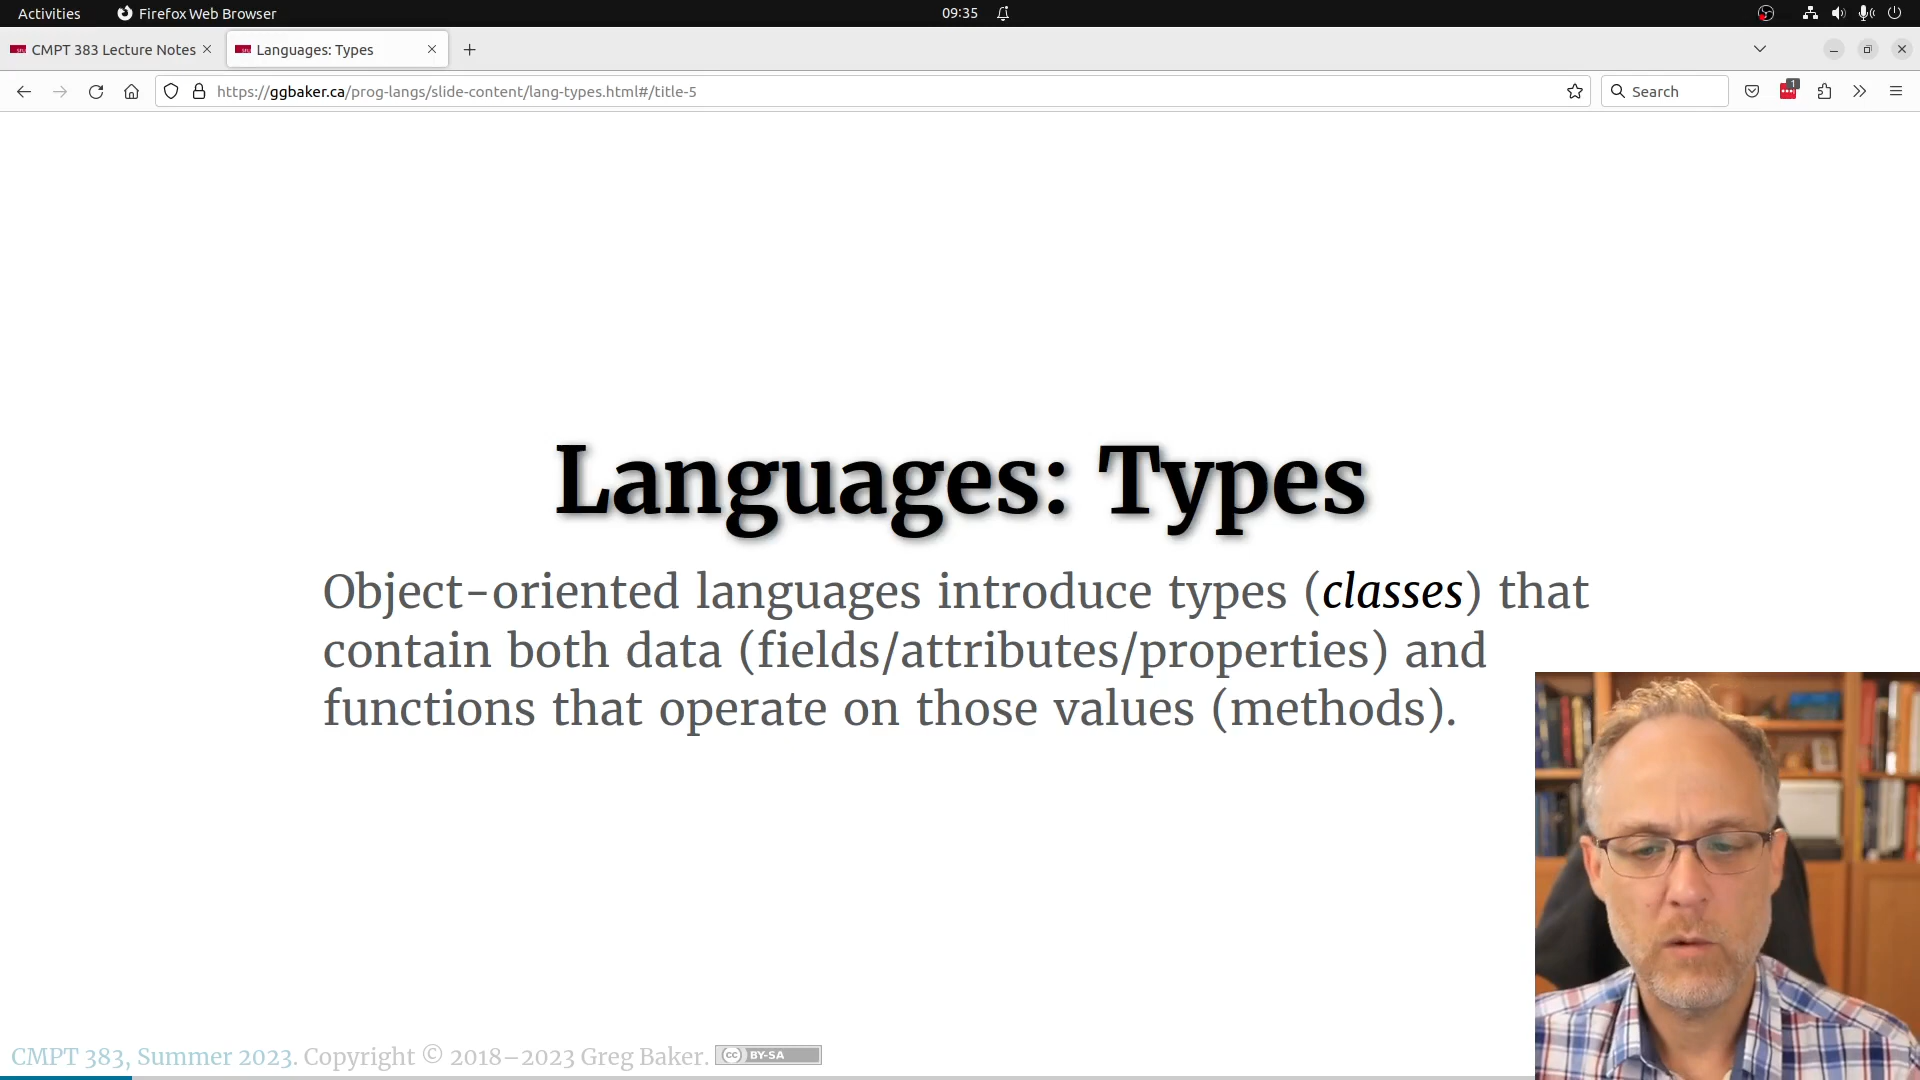 Activities
Firefox Web Browser
09:35
CMPT 383 Lecture Notes
Languages: Types
https://ggbaker.ca/prog-langs/slide-content/lang-types.html#/title-5
Search
1
Languages: Types
Object-oriented languages introduce types (classes) that
contain both data (fields/attributes/properties) and
functions that operate on those values (methods).
CMPT 383, Summer 2023. Copyright © 2018–2023 Greg Baker.
cc BY-SA